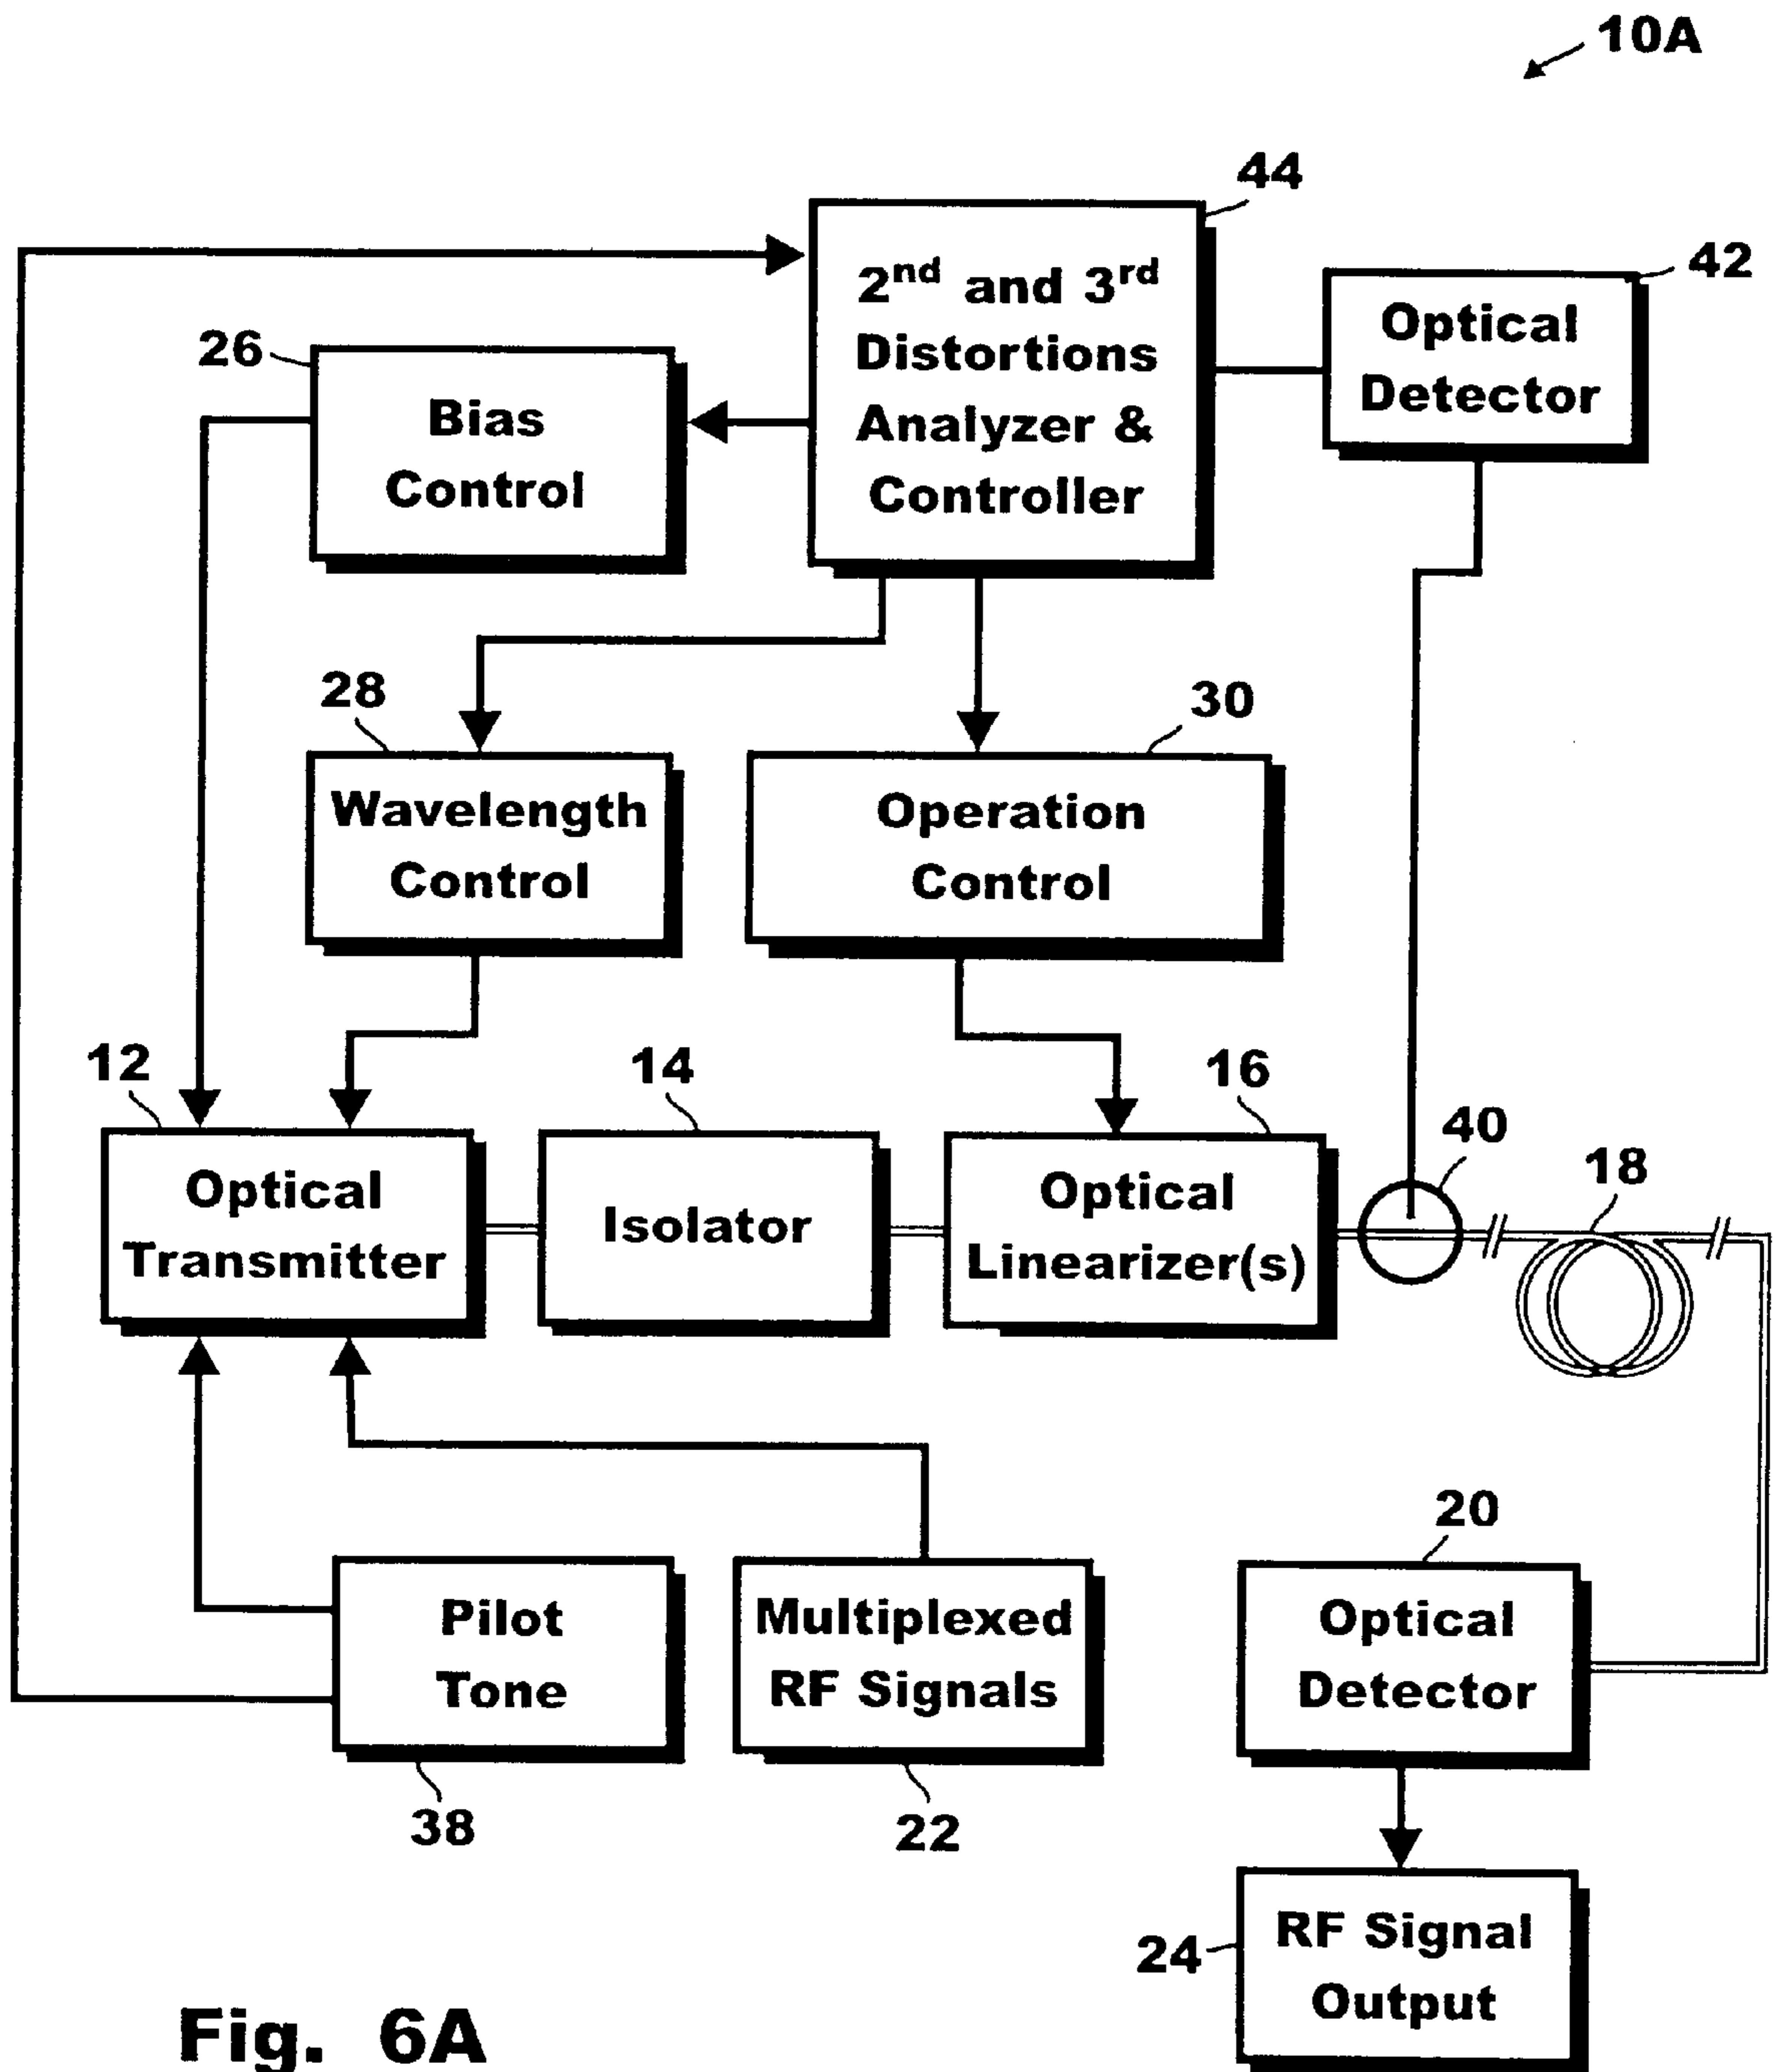 10A
44
2nd and 3rd
Distortions
Analyzer &
Controller
42
Optical
Detector
26
Bias
Control
28
Wavelength
Control
30
Operation
Control
12
Optical
Transmitter
14
Isolator
16
Optical
Linearizer(s)
40
18
Pilot
Tone
38
Multiplexed
RF Signals
22
20
Optical
Detector
24
RF Signal
Output
Fig. 6A